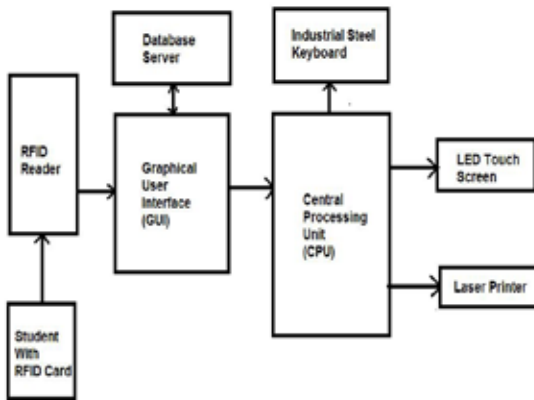 Database
Server
Industrial Steel
Keyboard
RFID
Reader
Graphical
User
Interface
(GUI)
Central
Processing
Unit
(CPU)
LED Touch
Screen
Laser Printer
Student
With
RFID Card